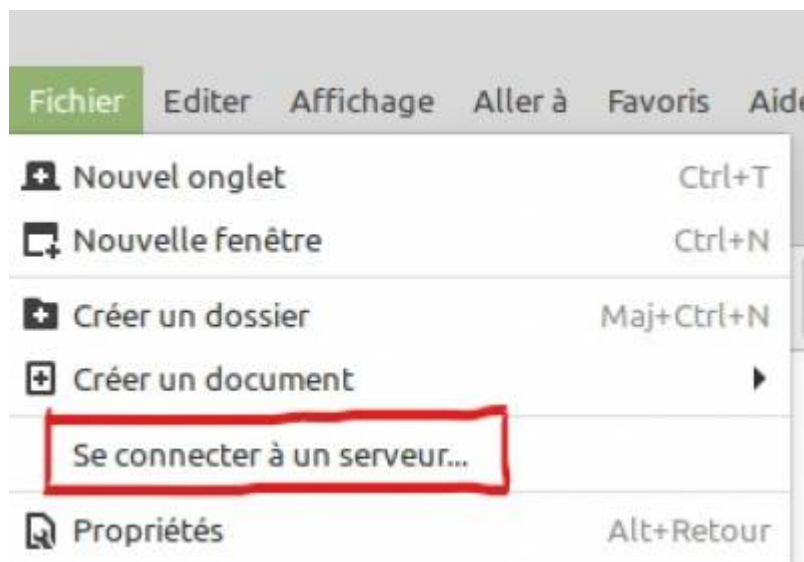 Fichier Editer Affichage Aller à Favoris Aide
Nouvel onglet Ctrl+T
Nouvelle fenêtre Ctrl+N
Créer un dossier Maj+Ctrl+N
Créer un document
Se connecter à un serveur...
Propriétés Alt+Retour